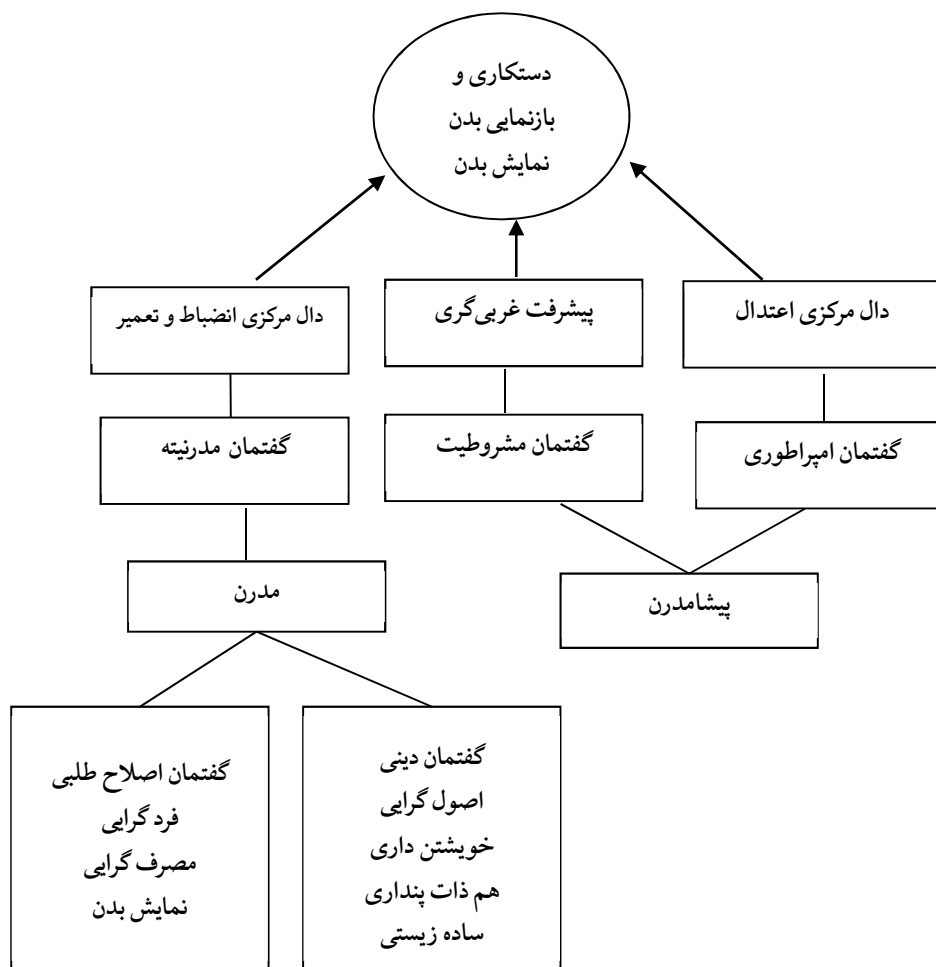 دستکاری و
بازنمایی بدن
نمایش بدن
دال مرکزی اعتدال
پیشرفت غربی‌گری
دال مرکزی انضباط و تعمیر
گفتمان امپراطوری
گفتمان مشروطیت
گفتمان مدرنیته
پیشامدرن
مدرن
گفتمان دینی
اصول گرایی
خویشتن داری
هم ذات پنداری
ساده زیستی
گفتمان اصلاح طلبی
فرد گرایی
مصرف گرایی
نمایش بدن